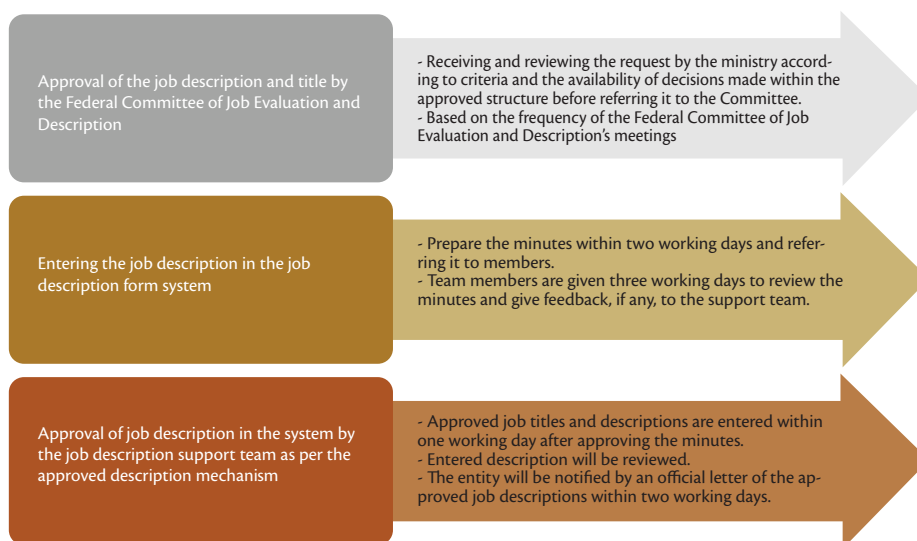 Approval of the job description and title by
the Federal Committee of Job Evaluation and
Description
- Receiving and reviewing the request by the ministry accord-
ing to criteria and the availability of decisions made within the
approved structure before referring it to the Committee.
- Based on the frequency of the Federal Committee of Job
Evaluation and Description’s meetings
Entering the job description in the job
description form system
- Prepare the minutes within two working days and refer-
ring it to members.
- Team members are given three working days to review the
minutes and give feedback, if any, to the support team.
Approval of job description in the system by
the job description support team as per the
approved description mechanism
- Approved job titles and descriptions are entered within
one working day after approving the minutes.
- Entered description will be reviewed.
- The entity will be notified by an official letter of the ap-
proved job descriptions within two working days.